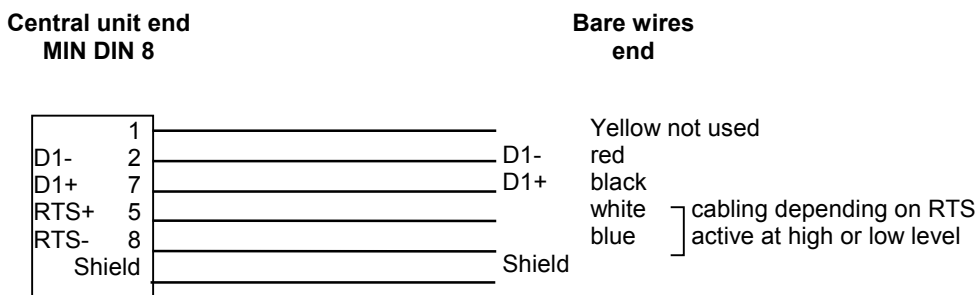 Central unit end Bare wires
MIN DIN 8 end
1 Yellow not used
D1- 2 D1- red
D1+ 7 D1+ black
RTS+ 5 white cabling depending on RTS
RTS- 8 blue active at high or low level
Shield Shield